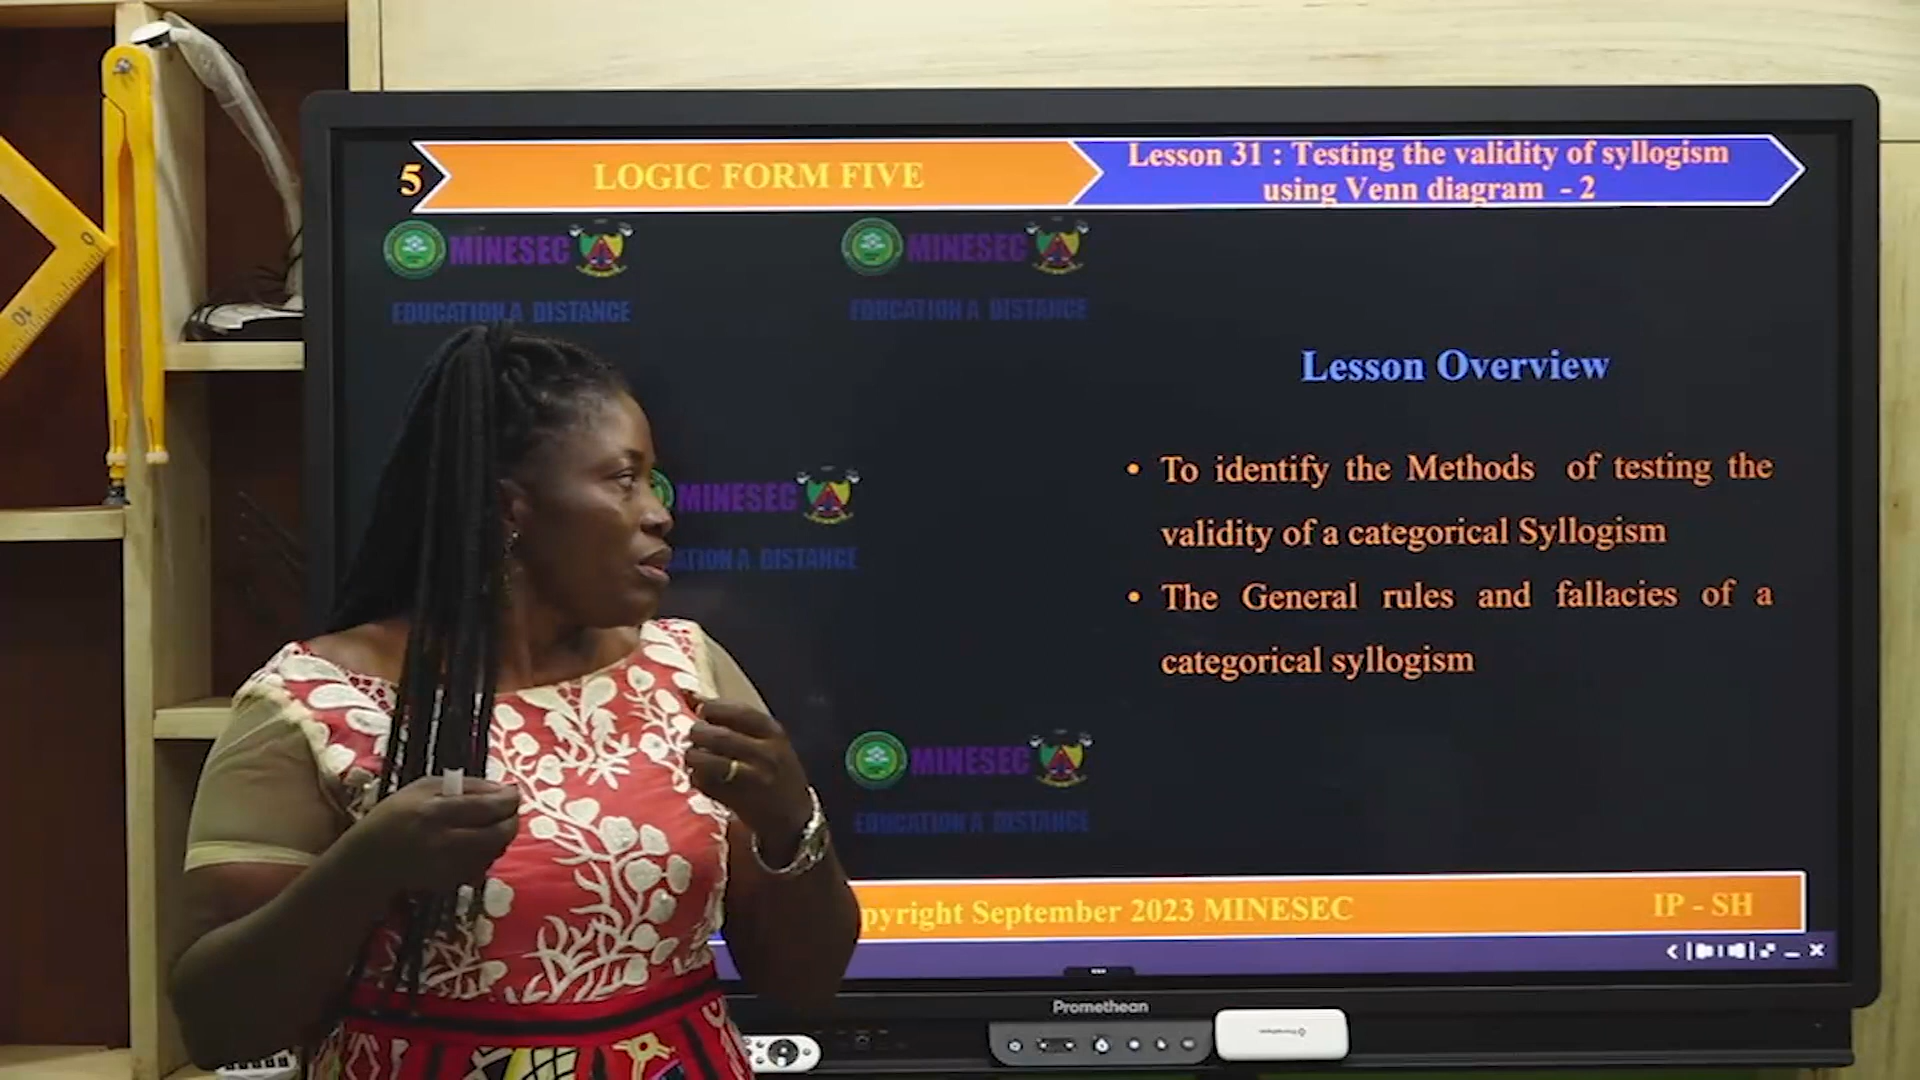 5
LOGIC FORM FIVE
Lesson 31 : Testing the validity of syllogism
using Venn diagram - 2
MINESEC
EDUCATION A DISTANCE
MINESEC
EDUCATION A DISTANCE
Lesson Overview
• To identify the Methods of testing the
validity of a categorical Syllogism
• The General rules and fallacies of a
categorical syllogism
MINESEC
DISTANCE
MINESEC
EDUCATION A DISTANCE
September 2023 MINESEC
IP - SH
Promethean
0
10